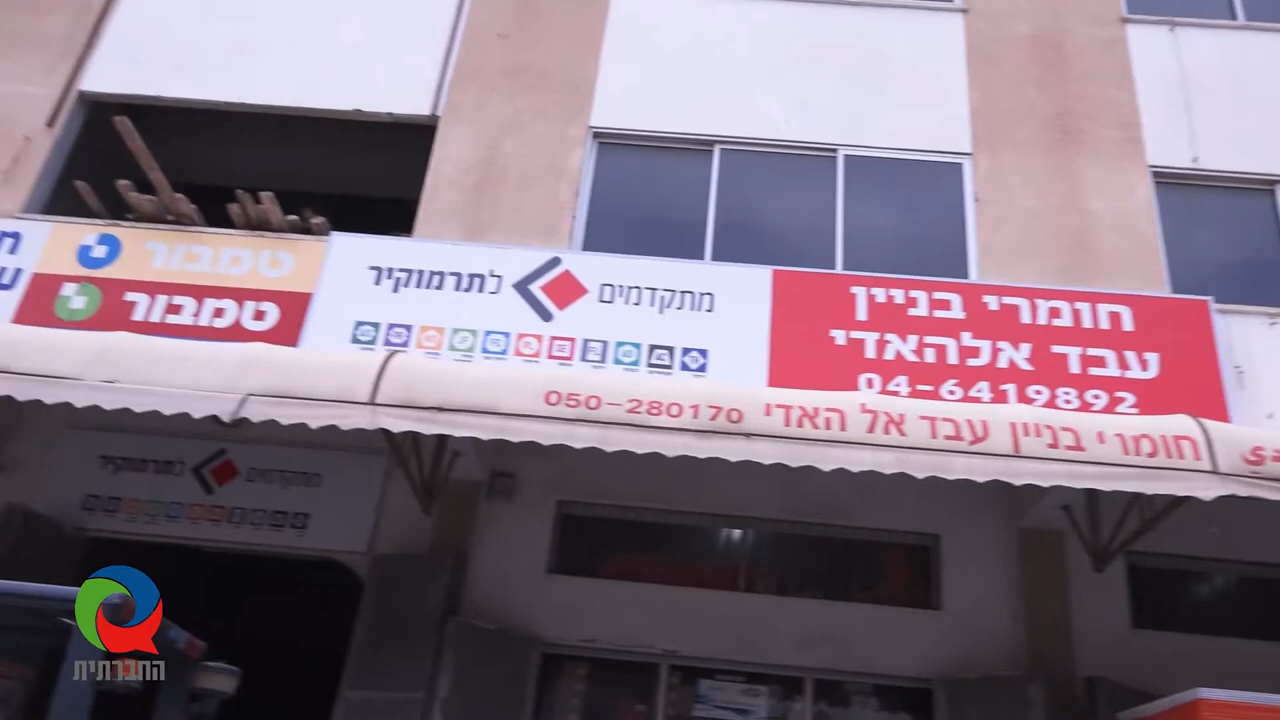 חומרי בניין
עבד אלהאדי
04-6419892
מתקדמים לתרמוקיר
טמבור
טמבור
חומרי בניין עבד אל האדי 050-280170
מתקדמים לתרמוקיר
החברתית